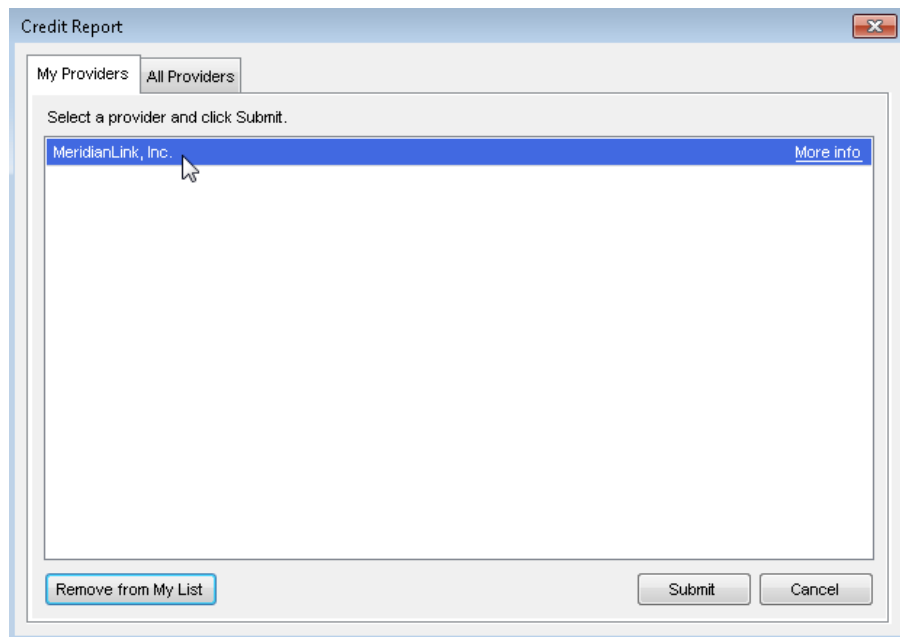 Credit Report
My Providers All Providers
Select a provider and click Submit.
MeridianLink, Inc. More info
Remove from My List Submit Cancel